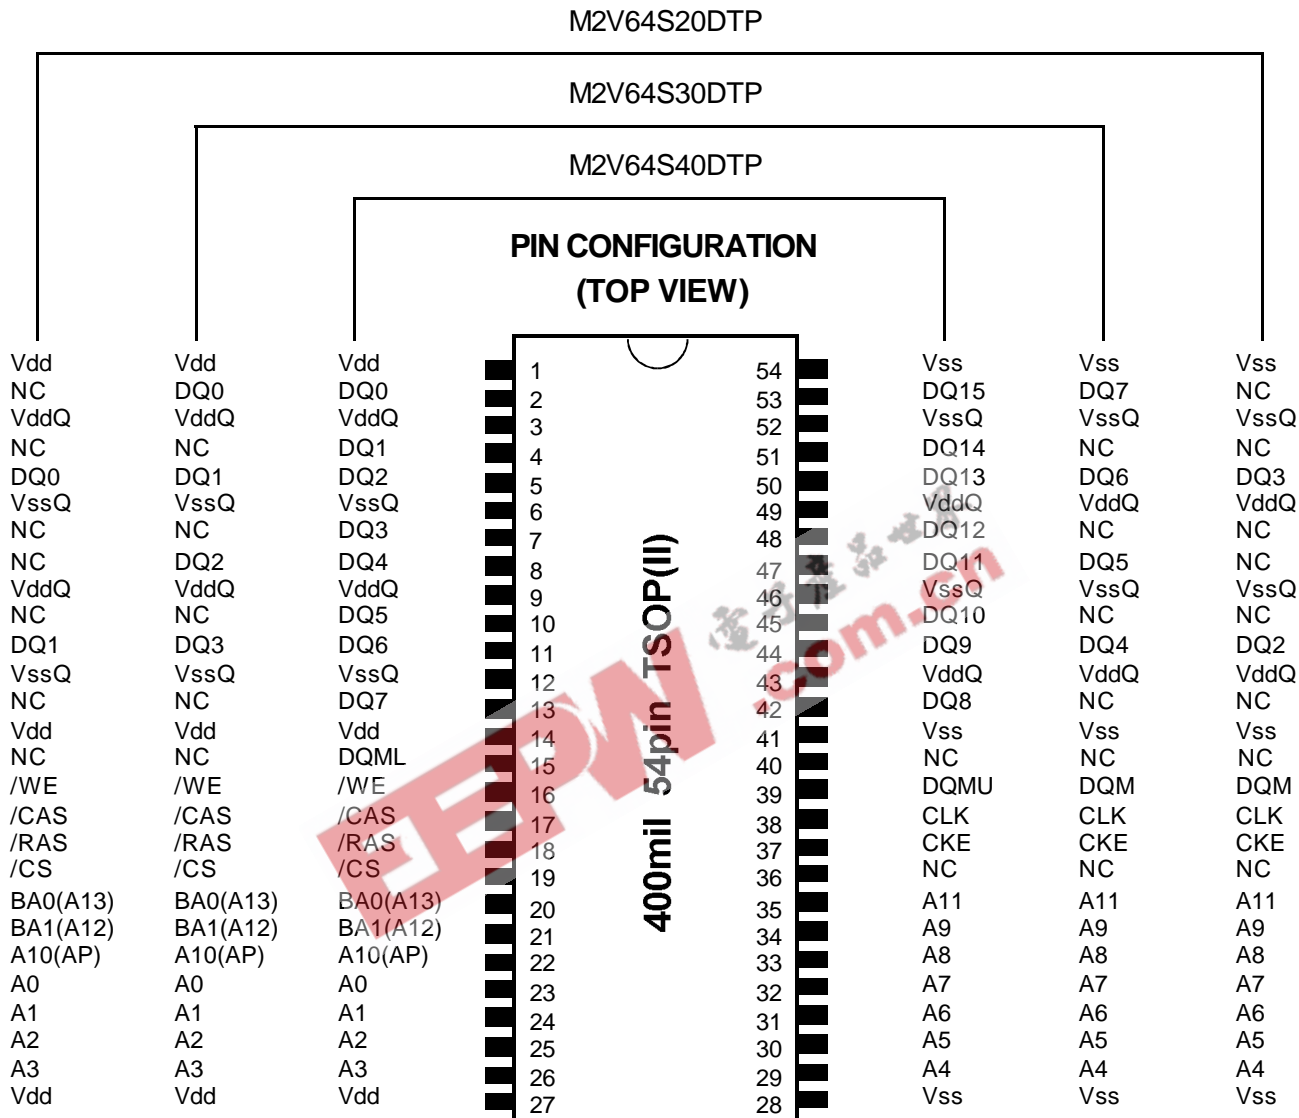 M2V64S20DTP
M2V64S30DTP
M2V64S40DTP
PIN CONFIGURATION
(TOP VIEW)
Vdd Vdd Vdd 1 54 Vss Vss Vss
NC DQ0 DQ0 2 53 DQ15 DQ7 NC
VddQ VddQ VddQ 3 52 VssQ VssQ VssQ
NC NC DQ1 4 51 DQ14 NC NC
DQ0 DQ1 DQ2 5 50 DQ13 DQ6 DQ3
VssQ VssQ VssQ 6 49 VddQ VddQ VddQ
NC NC DQ3 7 48 DQ12 NC NC
NC DQ2 DQ4 8 47 DQ11 DQ5 NC
VddQ VddQ VddQ 9 46 VssQ VssQ VssQ
NC NC DQ5 10 45 DQ10 NC NC
DQ1 DQ3 DQ6 11 44 DQ9 DQ4 DQ2
VssQ VssQ VssQ 12 43 VddQ VddQ VddQ
NC NC DQ7 13 42 DQ8 NC NC
Vdd Vdd Vdd 14 41 Vss Vss Vss
NC NC DQML 15 40 NC NC NC
/WE /WE /WE 16 39 DQMU DQM DQM
/CAS /CAS /CAS 17 38 CLK CLK CLK
/RAS /RAS /RAS 18 37 CKE CKE CKE
/CS /CS /CS 19 36 NC NC NC
BA0(A13) BA0(A13) BA0(A13) 20 35 A11 A11 A11
BA1(A12) BA1(A12) BA1(A12) 21 34 A9 A9 A9
A10(AP) A10(AP) A10(AP) 22 33 A8 A8 A8
A0 A0 A0 23 32 A7 A7 A7
A1 A1 A1 24 31 A6 A6 A6
A2 A2 A2 25 30 A5 A5 A5
A3 A3 A3 26 29 A4 A4 A4
Vdd Vdd Vdd 27 28 Vss Vss Vss
400mil 54pin TSOP(II)
EEPW.com.cn
電子產品世界